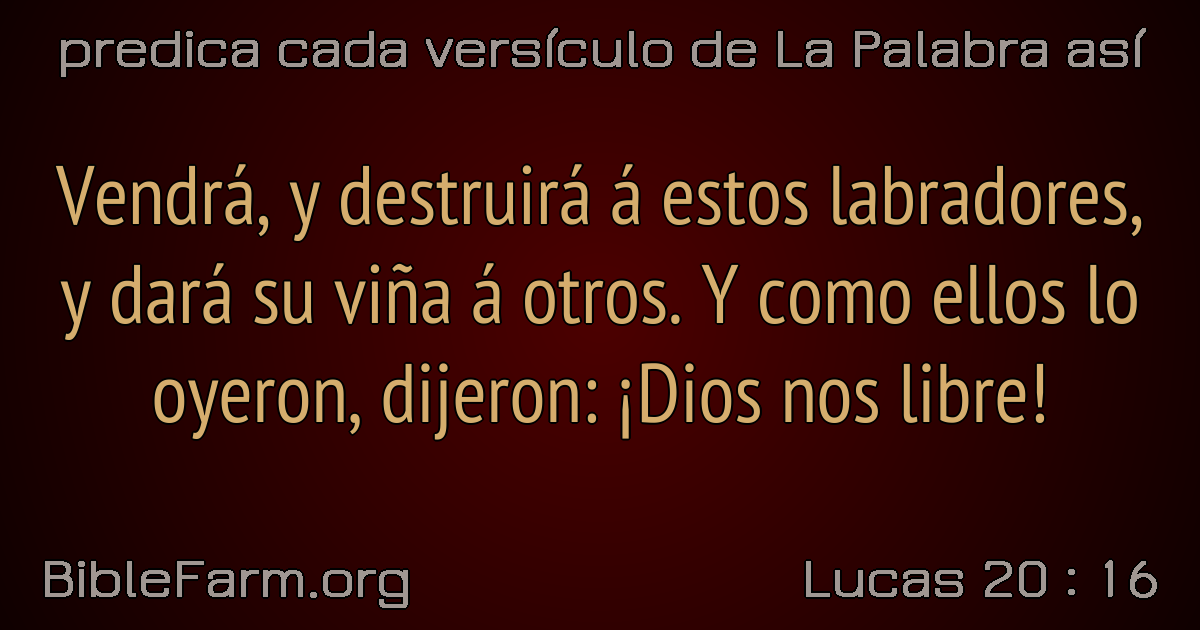 predica cada versículo de La Palabra así
Vendrá, y destruirá á estos labradores,
y dará su viña á otros. Y como ellos lo
oyeron, dijeron: ¡Dios nos libre!
BibleFarm.org
Lucas 20 : 16